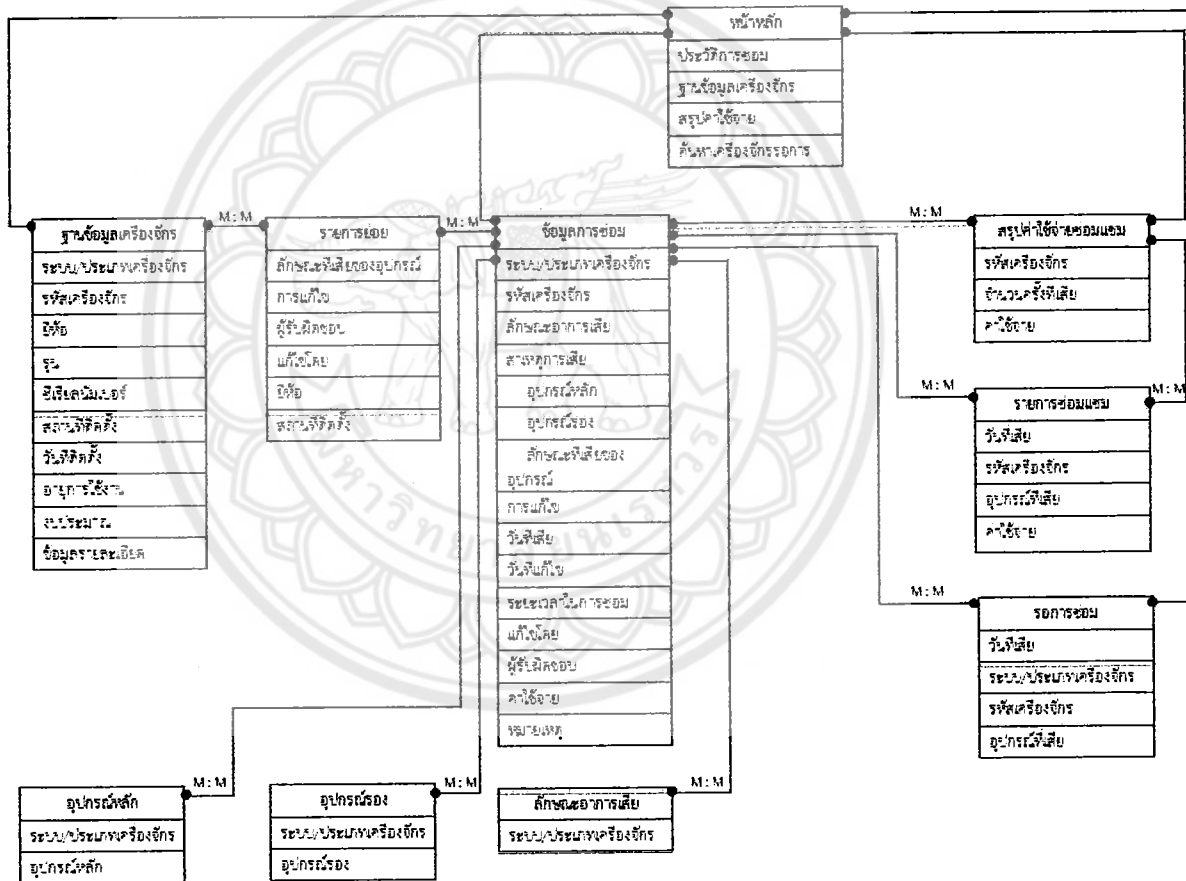 หน้าหลัก
ประวัติการซ่อม
ฐานข้อมูลเครื่องจักร
สรุปค่าใช้จ่าย
ค้นหาเครื่องจักรรอการ
M:M
ฐานข้อมูลเครื่องจักร
ระบบ/ประเภทเครื่องจักร
รหัสเครื่องจักร
ยี่ห้อ
รุ่น
ซีเรียลนัมเบอร์
สถานที่ติดตั้ง
วันที่ติดตั้ง
อายุการใช้งาน
งบประมาณ
ข้อมูลรายละเอียด
M:M
รายการย่อย
ลักษณะที่เสียของอุปกรณ์
การแก้ไข
ผู้รับผิดชอบ
แก้ไขโดย
ยี่ห้อ
สถานที่ติดตั้ง
ข้อมูลการซ่อม
ระบบ/ประเภทเครื่องจักร
รหัสเครื่องจักร
ลักษณะอาการเสีย
สาเหตุการเสีย
อุปกรณ์หลัก
อุปกรณ์รอง
ลักษณะที่เสียของ
อุปกรณ์
การแก้ไข
วันที่เสีย
วันที่แก้ไข
ระยะเวลาในการซ่อม
แก้ไขโดย
ผู้รับผิดชอบ
ค่าใช้จ่าย
หมายเหตุ
M:M
สรุปค่าใช้จ่ายซ่อมแซม
รหัสเครื่องจักร
จำนวนครั้งที่เสีย
ค่าใช้จ่าย
M:M
M:M
รายการซ่อมแซม
วันที่เสีย
รหัสเครื่องจักร
อุปกรณ์ที่เสีย
ค่าใช้จ่าย
M:M
รอการซ่อม
วันที่เสีย
ระบบ/ประเภทเครื่องจักร
รหัสเครื่องจักร
อุปกรณ์ที่เสีย
M:M
อุปกรณ์หลัก
ระบบ/ประเภทเครื่องจักร
อุปกรณ์หลัก
M:M
อุปกรณ์รอง
ระบบ/ประเภทเครื่องจักร
อุปกรณ์รอง
M:M
ลักษณะอาการเสีย
ระบบ/ประเภทเครื่องจักร